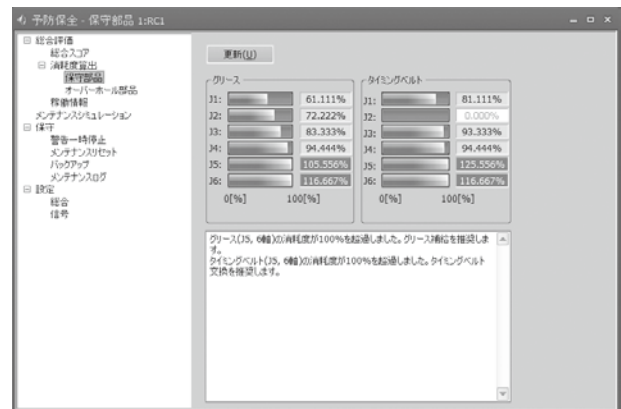 予防保全 - 保守部品 1:RC1
総合評価
総合スコア
消耗度算出
保守部品
オーバーホール部品
稼働情報
メンテナンスシミュレーション
保守
警告一時停止
メンテナンスリセット
バックアップ
メンテナンスログ
設定
総合
信号
更新(U)
グリース
J1: 61.111%
J2: 72.222%
J3: 83.333%
J4: 94.444%
J5: 105.556%
J6: 116.667%
0[%] 100[%]
タイミングベルト
J1: 81.111%
J2: 0.000%
J3: 93.333%
J4: 94.444%
J5: 125.556%
J6: 116.667%
0[%] 100[%]
グリース(J5, 6軸)の消耗度が100%を超過しました。グリース補給を推奨しま
す。
タイミングベルト(J5, 6軸)の消耗度が100%を超過しました。タイミングベルト
交換を推奨します。